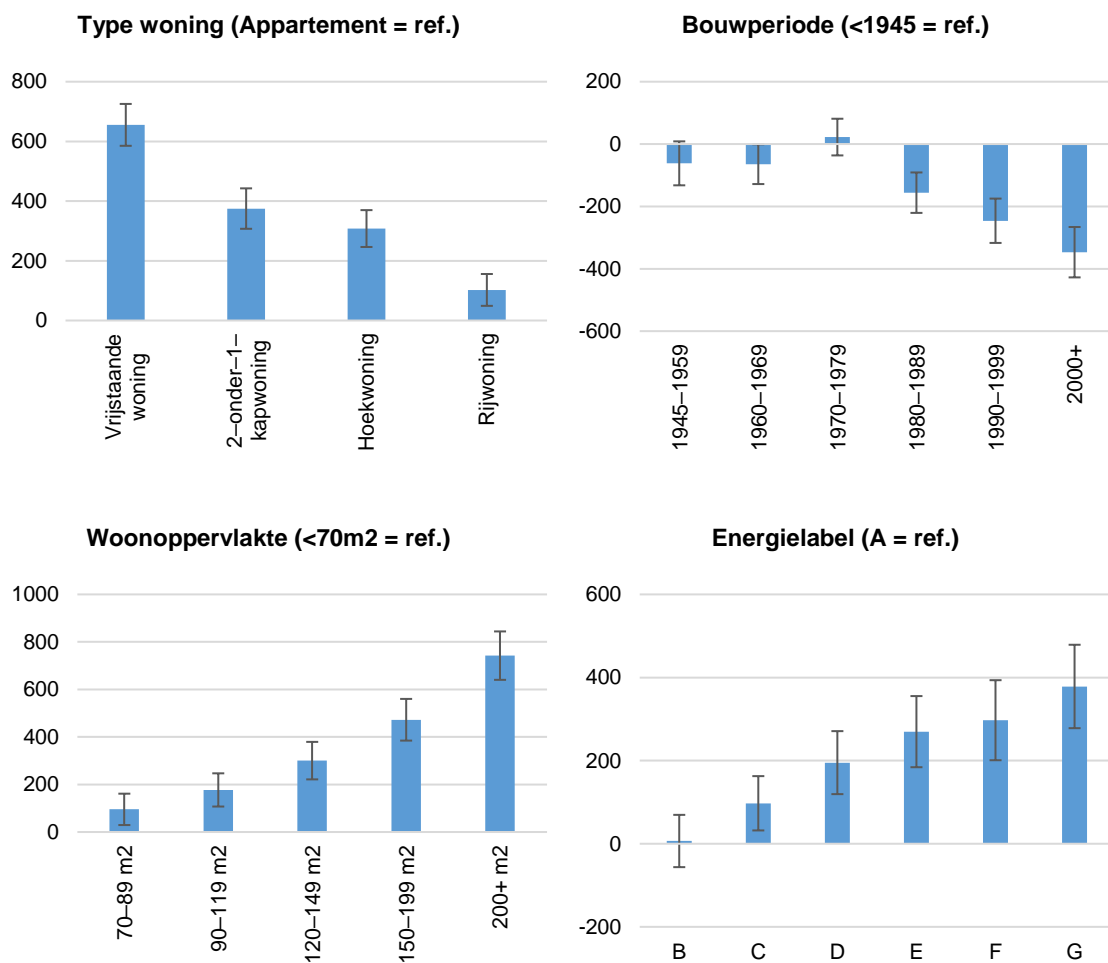 Type woning (Appartement = ref.)
800
600
400
200
0
Vrijstaande
woning
2–onder–1–
kapwoning
Hoekwoning
Rijwoning
Bouwperiode (<1945 = ref.)
200
0
-200
-400
-600
1945–1959
1960–1969
1970–1979
1980–1989
1990–1999
2000+
Woonoppervlakte (<70m2 = ref.)
1000
800
600
400
200
0
70–89 m2
90–119 m2
120–149 m2
150–199 m2
200+ m2
Energielabel (A = ref.)
600
400
200
0
-200
B
C
D
E
F
G